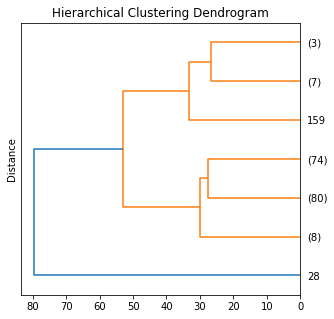 Hierarchical Clustering Dendrogram
Distance
(3)
(7)
159
(74)
(80)
(8)
28
80 70 60 50 40 30 20 10 0